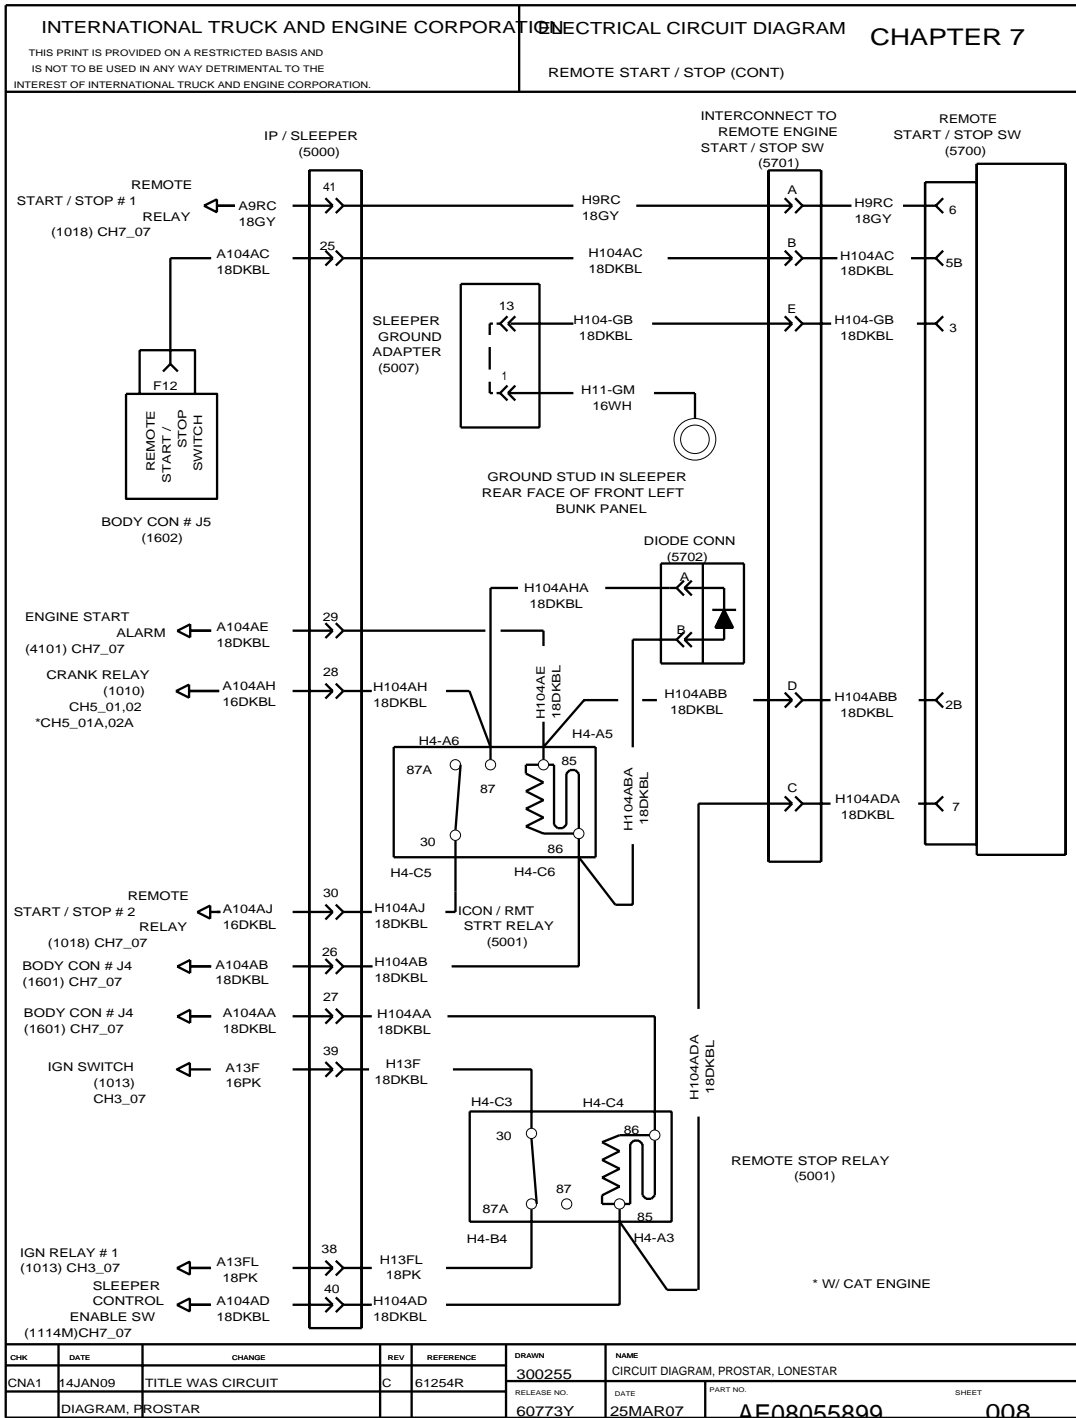 INTERNATIONAL TRUCK AND ENGINE CORPORATION
THIS PRINT IS PROVIDED ON A RESTRICTED BASIS AND
IS NOT TO BE USED IN ANY WAY DETRIMENTAL TO THE
INTEREST OF INTERNATIONAL TRUCK AND ENGINE CORPORATION.
ELECTRICAL CIRCUIT DIAGRAM
REMOTE START / STOP (CONT)
CHAPTER 7
IP / SLEEPER
(5000)
INTERCONNECT TO
REMOTE ENGINE
START / STOP SW
(5701)
REMOTE
START / STOP SW
(5700)
REMOTE
START / STOP # 1
RELAY
(1018) CH7_07
A9RC
18GY
41
H9RC
18GY
A
H9RC
18GY
6
A104AC
18DKBL
25
H104AC
18DKBL
B
H104AC
18DKBL
5B
SLEEPER
GROUND
ADAPTER
(5007)
13
H104-GB
18DKBL
E
H104-GB
18DKBL
3
1
H11-GM
16WH
GROUND STUD IN SLEEPER
REAR FACE OF FRONT LEFT
BUNK PANEL
F12
REMOTE
START /
STOP
SWITCH
BODY CON # J5
(1602)
DIODE CONN
(5702)
A
B
H104AHA
18DKBL
ENGINE START
ALARM
(4101) CH7_07
A104AE
18DKBL
29
H104AE
18DKBL
CRANK RELAY
(1010)
CH5_01,02
*CH5_01A,02A
A104AH
16DKBL
28
H104AH
18DKBL
H104ABB
18DKBL
D
H104ABB
18DKBL
2B
H4-A6
H4-A5
87A
87
85
30
86
H4-C5
H4-C6
H104ABA
18DKBL
C
H104ADA
18DKBL
7
REMOTE
START / STOP # 2
RELAY
(1018) CH7_07
A104AJ
16DKBL
30
H104AJ
18DKBL
ICON / RMT
STRT RELAY
(5001)
BODY CON # J4
(1601) CH7_07
A104AB
18DKBL
26
H104AB
18DKBL
BODY CON # J4
(1601) CH7_07
A104AA
18DKBL
27
H104AA
18DKBL
IGN SWITCH
(1013)
CH3_07
A13F
16PK
39
H13F
18DKBL
H104ADA
18DKBL
H4-C3
H4-C4
30
86
87A
87
85
H4-B4
H4-A3
REMOTE STOP RELAY
(5001)
IGN RELAY # 1
(1013) CH3_07
A13FL
18PK
38
H13FL
18PK
SLEEPER
CONTROL
ENABLE SW
(1114M)CH7_07
A104AD
18DKBL
40
H104AD
18DKBL
* W/ CAT ENGINE
CHK DATE CHANGE REV REFERENCE
CNA1 14JAN09 TITLE WAS CIRCUIT C 61254R
DIAGRAM, PROSTAR
DRAWN
300255
NAME
CIRCUIT DIAGRAM, PROSTAR, LONESTAR
RELEASE NO.
60773Y
DATE
25MAR07
PART NO.
AE08055899
SHEET
008